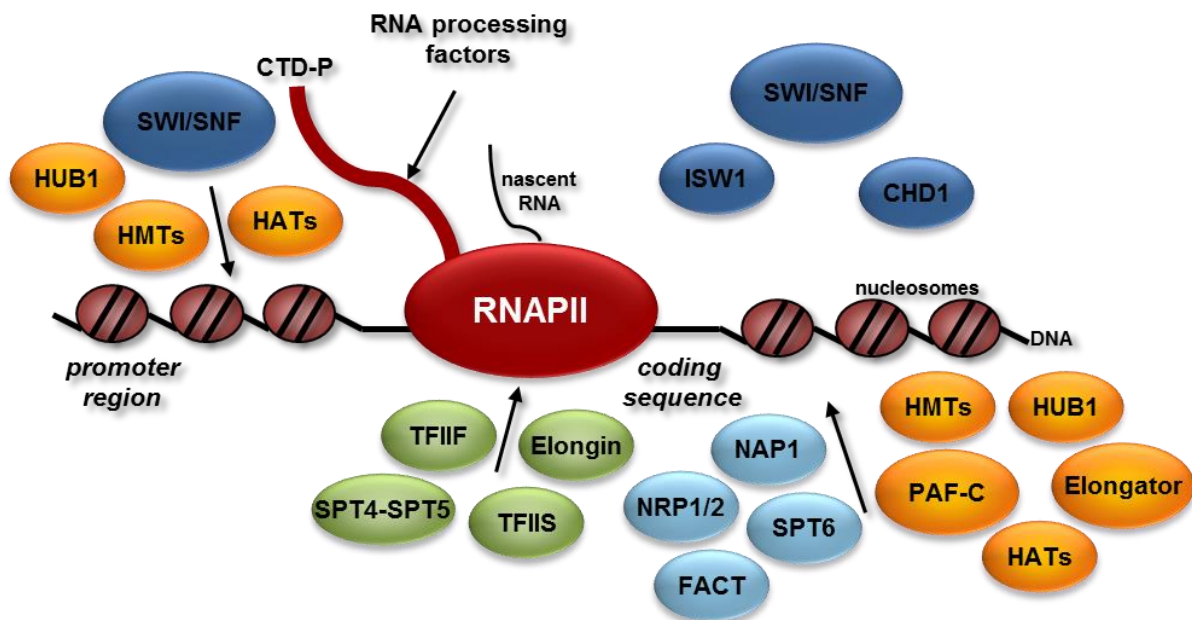 RNA processing
factors
CTD-P
SWI/SNF
HUB1
HMTs
HATs
nascent
RNA
SWI/SNF
ISW1
CHD1
RNAPII
nucleosomes
DNA
promoter
region
coding
sequence
TFIIF
Elongin
SPT4-SPT5
TFIIS
NAP1
NRP1/2
SPT6
FACT
HMTs
HUB1
PAF-C
Elongator
HATs